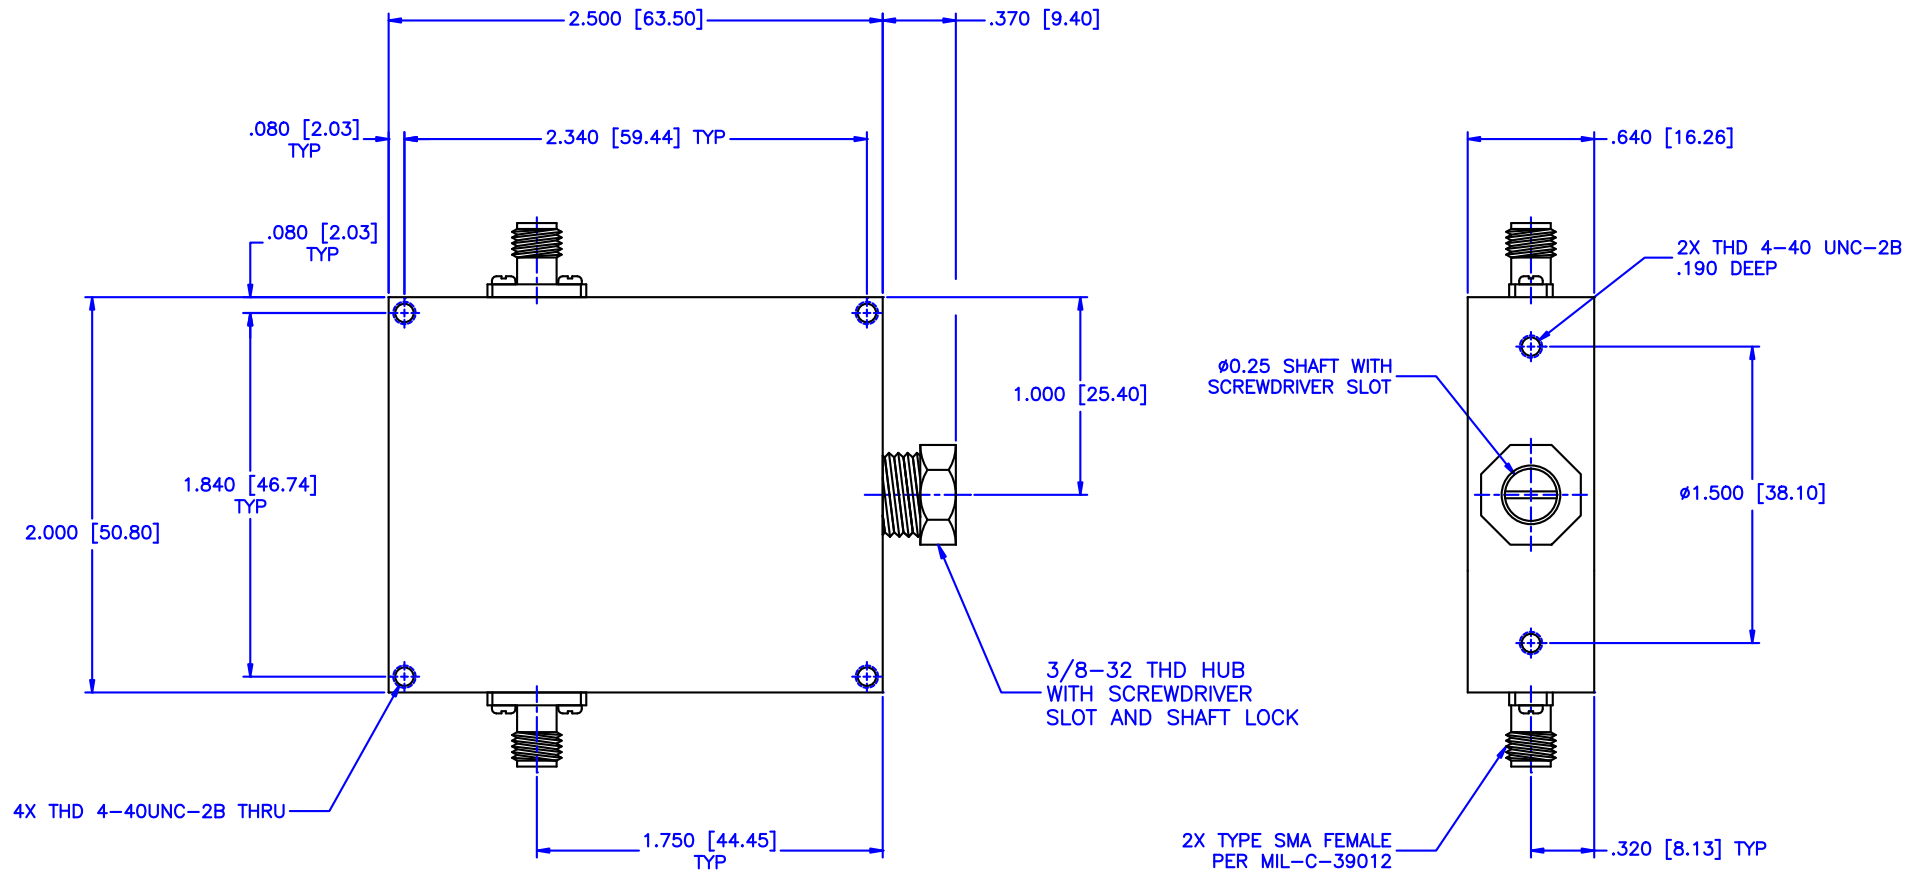 2.500 [63.50]
.370 [9.40]
.080 [2.03]
TYP
2.340 [59.44] TYP
.640 [16.26]
.080 [2.03]
TYP
2X THD 4-40 UNC-2B
.190 DEEP
1.000 [25.40]
ø0.25 SHAFT WITH
SCREWDRIVER SLOT
1.840 [46.74]
TYP
2.000 [50.80]
ø1.500 [38.10]
3/8-32 THD HUB
WITH SCREWDRIVER
SLOT AND SHAFT LOCK
4X THD 4-40UNC-2B THRU
1.750 [44.45]
TYP
2X TYPE SMA FEMALE
PER MIL-C-39012
.320 [8.13] TYP